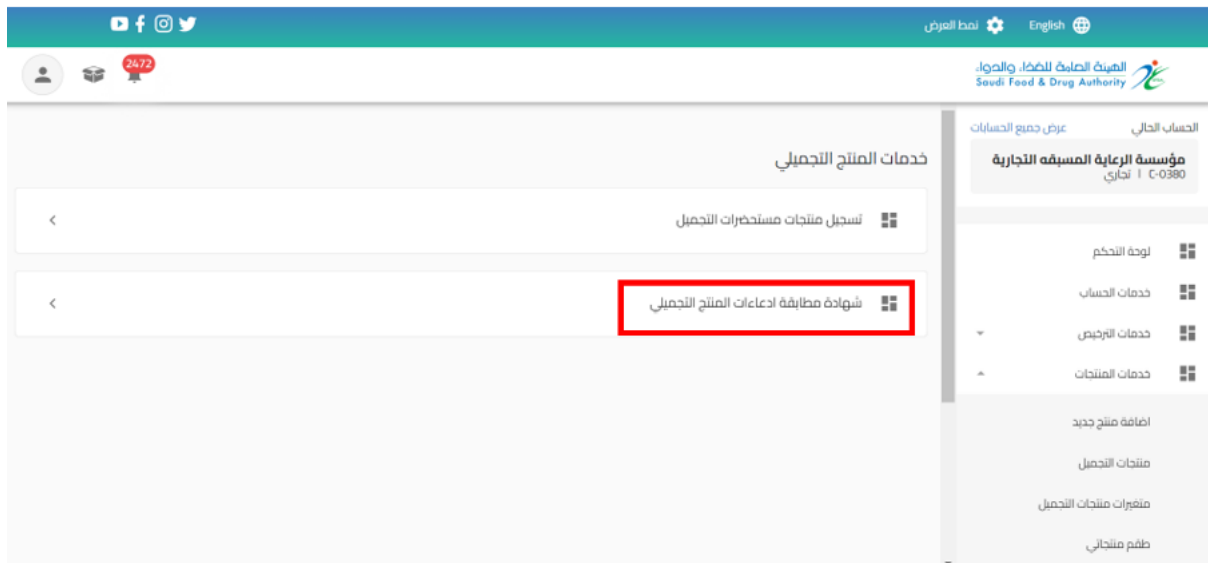 English
نمط العرض
2472
الهيئة العامة للغذاء والدواء
Saudi Food & Drug Authority
الحساب الحالي
عرض جميع الحسابات
مؤسسة الرعاية المسبقه التجارية
C-0380 | تجاري
لوحة التحكم
خدمات الحساب
خدمات الترخيص
خدمات المنتجات
اضافة منتج جديد
منتجات التجميل
متغيرات منتجات التجميل
طقم منتجاتي
خدمات المنتج التجميلي
تسجيل منتجات مستحضرات التجميل
شهادة مطابقة ادعاءات المنتج التجميلي